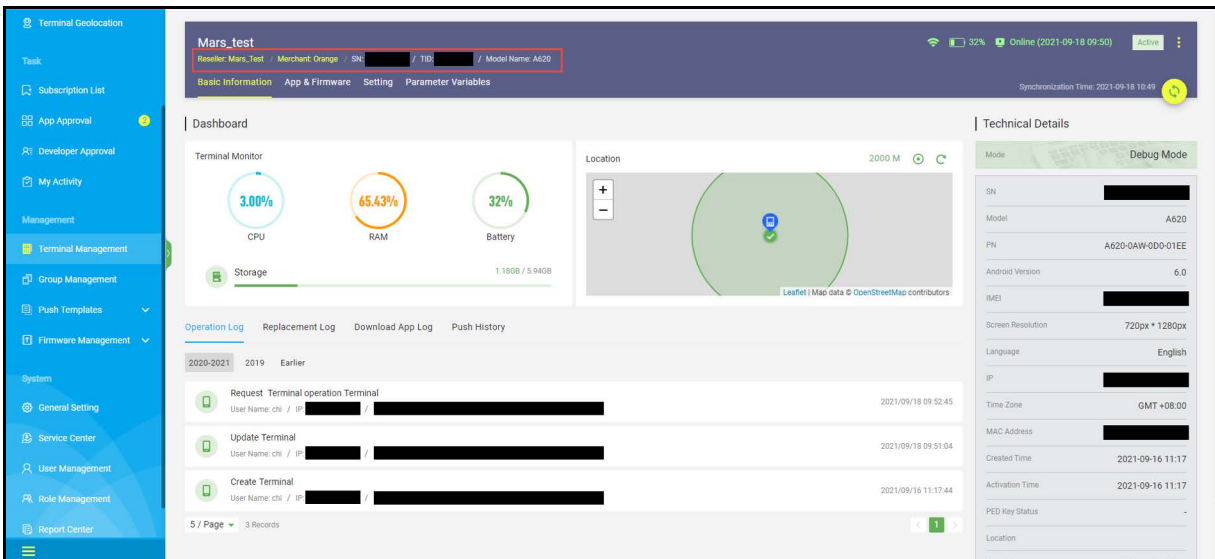 Terminal Geolocation
Task
Subscription List
App Approval 2
Developer Approval
My Activity
Management
Terminal Management
Group Management
Push Templates
Firmware Management
System
General Setting
Service Center
User Management
Role Management
Report Center
Mars_test
32% Online (2021-09-18 09:50) Active
Reseller: Mars_Test / Merchant: Orange / SN: / TID: / Model Name: A620
Basic Information App & Firmware Setting Parameter Variables
Synchronization Time: 2021-09-18 10:49
Dashboard
Terminal Monitor
3.00% 65.43% 32%
CPU RAM Battery
Storage 1.18GB / 5.94GB
Location 2000 M
+
−
Leaflet | Map data © OpenStreetMap contributors
Operation Log Replacement Log Download App Log Push History
2020-2021 2019 Earlier
Request Terminal operation Terminal
User Name: chi / IP: /
2021/09/18 09:52:45
Update Terminal
User Name: chi / IP: /
2021/09/18 09:51:04
Create Terminal
User Name: chi / IP: /
2021/09/16 11:17:44
5 / Page 3 Records
< 1 >
Technical Details
Mode Debug Mode
SN
Model A620
PN A620-0AW-0D0-01EE
Android Version 6.0
IMEI
Screen Resolution 720px * 1280px
Language English
IP
Time Zone GMT +08:00
MAC Address
Created Time 2021-09-16 11:17
Activation Time 2021-09-16 11:17
PED Key Status -
Location